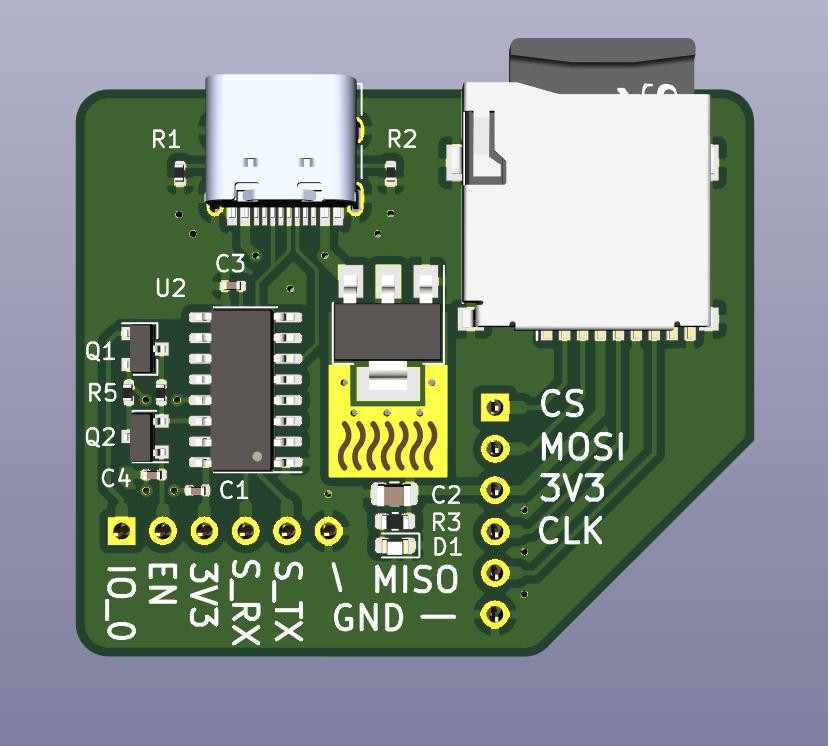 R1
R2
C3
U2
Q1
R5
Q2
C4
C1
C2
R3
D1
CS
MOSI
3V3
CLK
MISO
GND —
IO_0
EN
3V3
S_RX
S_TX
\